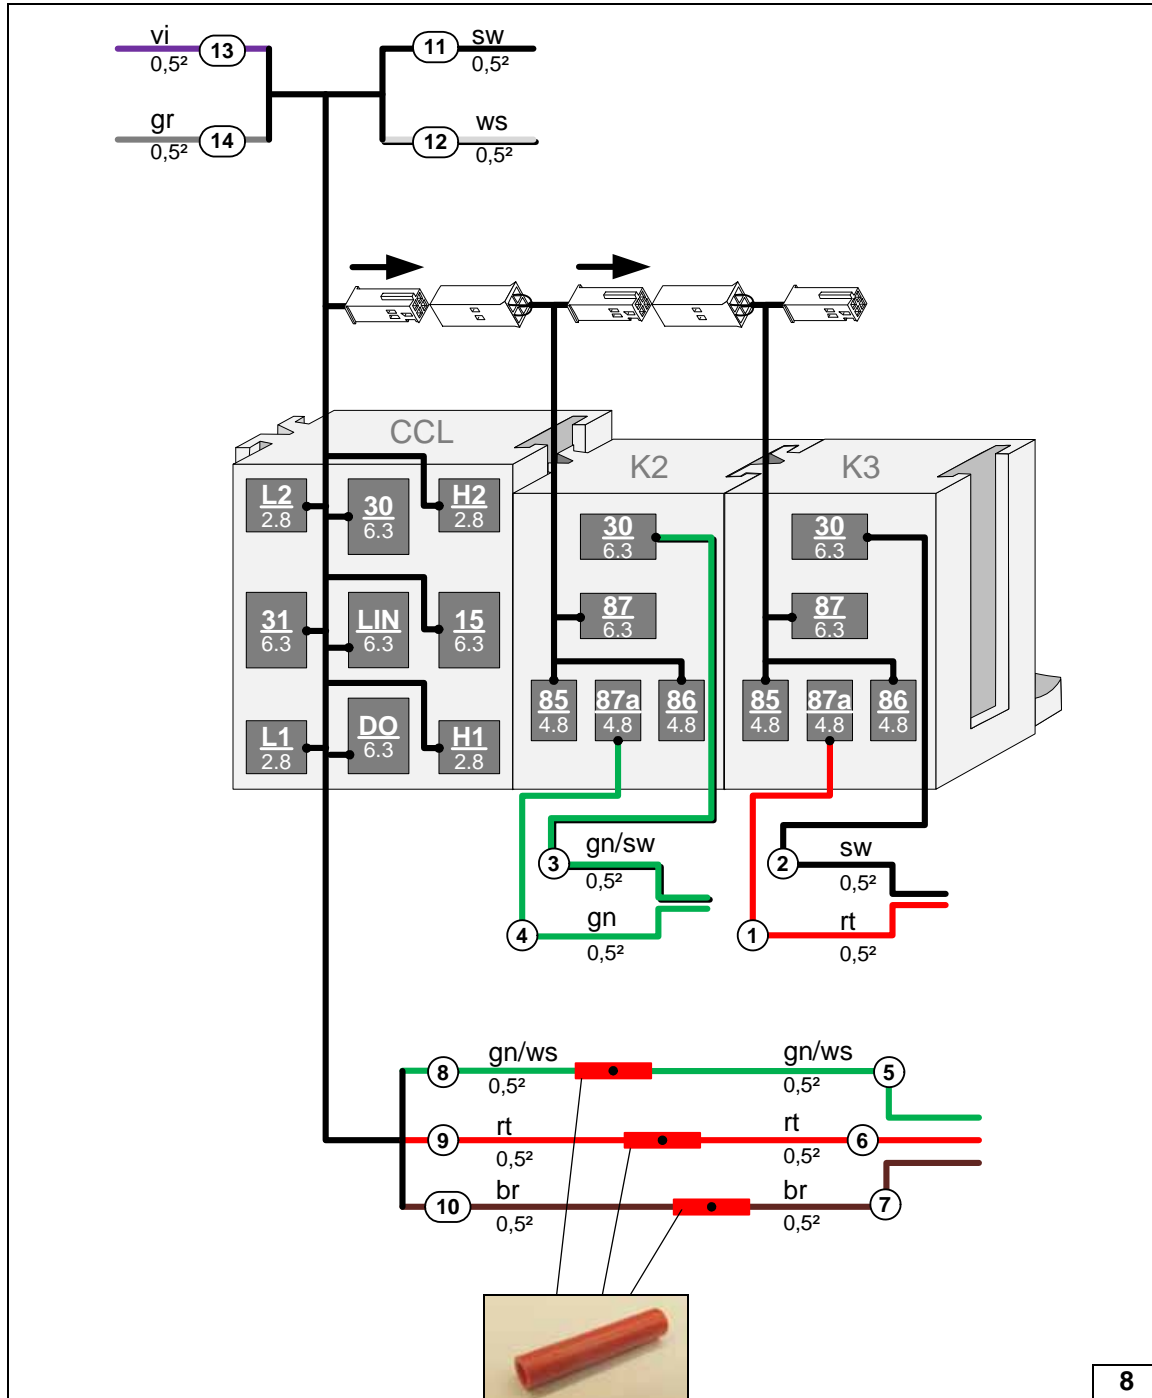 vi
13
11
sw
0,5²
0,5²
gr
14
12
ws
0,5²
0,5²
CCL
K2
K3
L2
2.8
30
6.3
H2
2.8
31
6.3
LIN
6.3
15
6.3
L1
2.8
DO
6.3
H1
2.8
30
6.3
87
6.3
85
4.8
87a
4.8
86
4.8
30
6.3
87
6.3
85
4.8
87a
4.8
86
4.8
3
gn/sw
0,5²
2
sw
0,5²
4
gn
0,5²
1
rt
0,5²
8
gn/ws
0,5²
gn/ws
0,5²
5
9
rt
0,5²
rt
0,5²
6
10
br
0,5²
br
0,5²
7
8